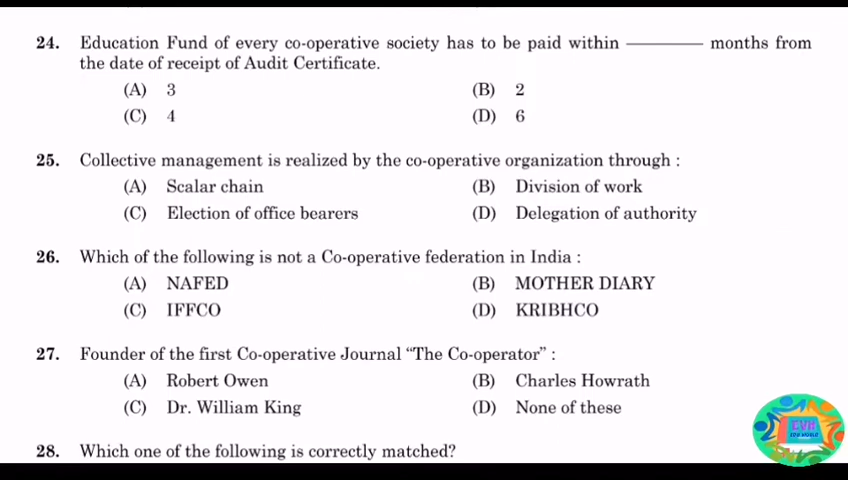 24. Education Fund of every co-operative society has to be paid within ———— months from
the date of receipt of Audit Certificate.
(A) 3 (B) 2
(C) 4 (D) 6
25. Collective management is realized by the co-operative organization through :
(A) Scalar chain (B) Division of work
(C) Election of office bearers (D) Delegation of authority
26. Which of the following is not a Co-operative federation in India :
(A) NAFED (B) MOTHER DIARY
(C) IFFCO (D) KRIBHCO
27. Founder of the first Co-operative Journal “The Co-operator” :
(A) Robert Owen (B) Charles Howrath
(C) Dr. William King (D) None of these
28. Which one of the following is correctly matched?